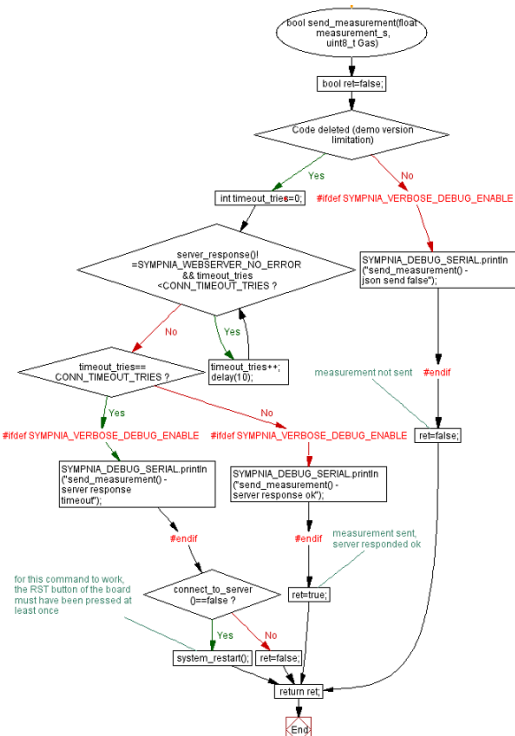 bool send_measurement(float
measurement_s,
uint8_t Gas)
bool ret=false;
Code deleted (demo version
limitation)
Yes
No
int timeout_tries=0;
#ifdef SYMPNIA_VERBOSE_DEBUG_ENABLE
server_response()!
=SYMPNIA_WEBSERVER_NO_ERROR
&& timeout_tries
<CONN_TIMEOUT_TRIES ?
SYMPNIA_DEBUG_SERIAL.println
("send_measurement() -
json send false");
No
Yes
timeout_tries==
CONN_TIMEOUT_TRIES ?
timeout_tries++;
delay(10);
measurement not sent
#endif
Yes
No
#ifdef SYMPNIA_VERBOSE_DEBUG_ENABLE
#ifdef SYMPNIA_VERBOSE_DEBUG_ENABLE
ret=false;
SYMPNIA_DEBUG_SERIAL.println
("send_measurement() -
server response
timeout");
SYMPNIA_DEBUG_SERIAL.println
("send_measurement() -
server response ok");
#endif
#endif
measurement sent,
server responded ok
for this command to work,
the RST button of the board
must have been pressed at
least once
connect_to_server
()==false ?
ret=true;
Yes
No
system_restart();
ret=false;
return ret;
End